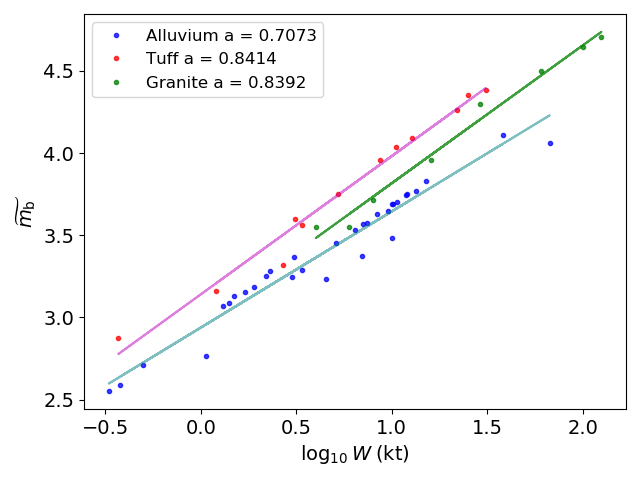 Alluvium a = 0.7073
Tuff a = 0.8414
Granite a = 0.8392
4.5
4.0
3.5
3.0
2.5
m̃b
−0.5 0.0 0.5 1.0 1.5 2.0
log10 W (kt)